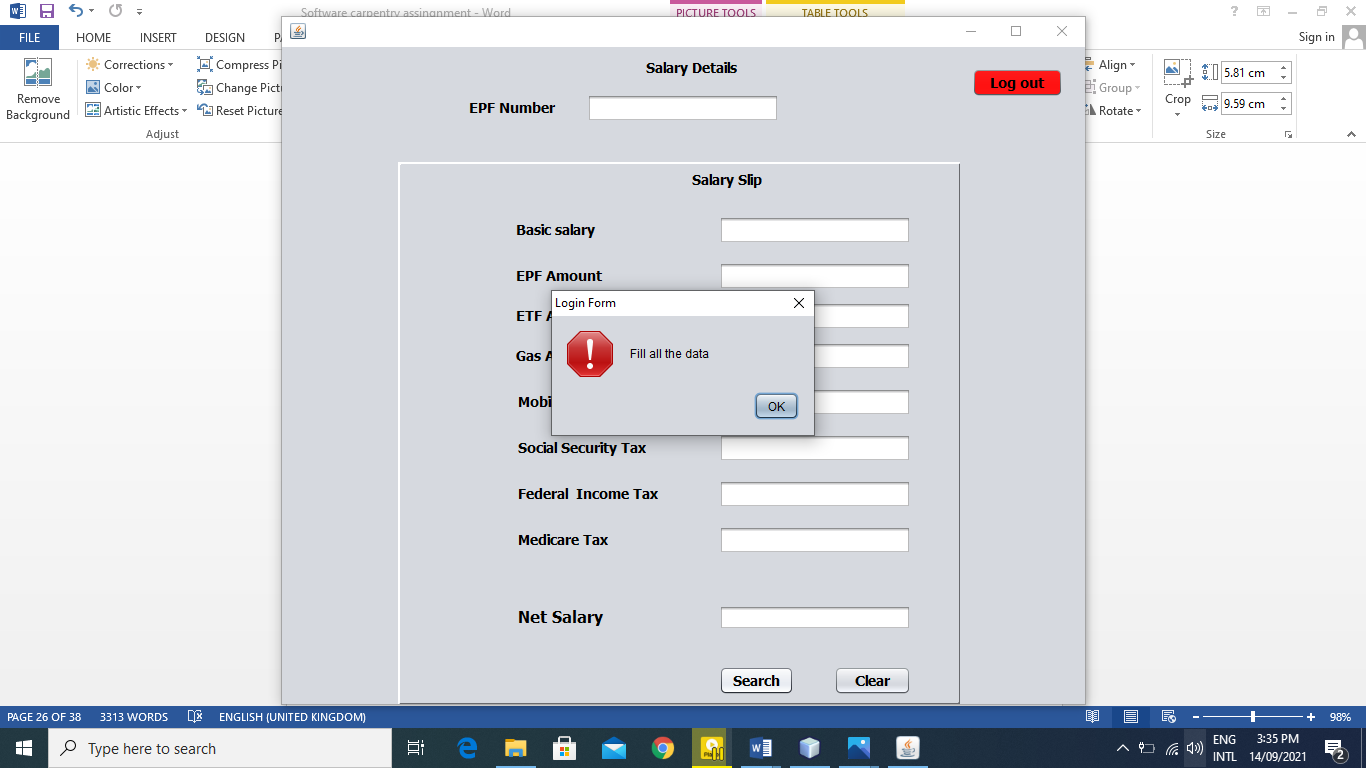 Software carpentry assingnment - Word
PICTURE TOOLS
TABLE TOOLS
FILE
HOME
INSERT
DESIGN
Sign in
Remove Background
Corrections
Color
Artistic Effects
Compress Pi
Change Pict
Reset Picture
Adjust
Align
Group
Rotate
Crop
5.81 cm
9.59 cm
Size
Salary Details
Log out
EPF Number
Salary Slip
Basic salary
EPF Amount
ETF A
Gas A
Mobi
Social Security Tax
Federal Income Tax
Medicare Tax
Net Salary
Search
Clear
Login Form
Fill all the data
OK
PAGE 26 OF 38
3313 WORDS
ENGLISH (UNITED KINGDOM)
98%
Type here to search
ENG
INTL
3:35 PM
14/09/2021
2